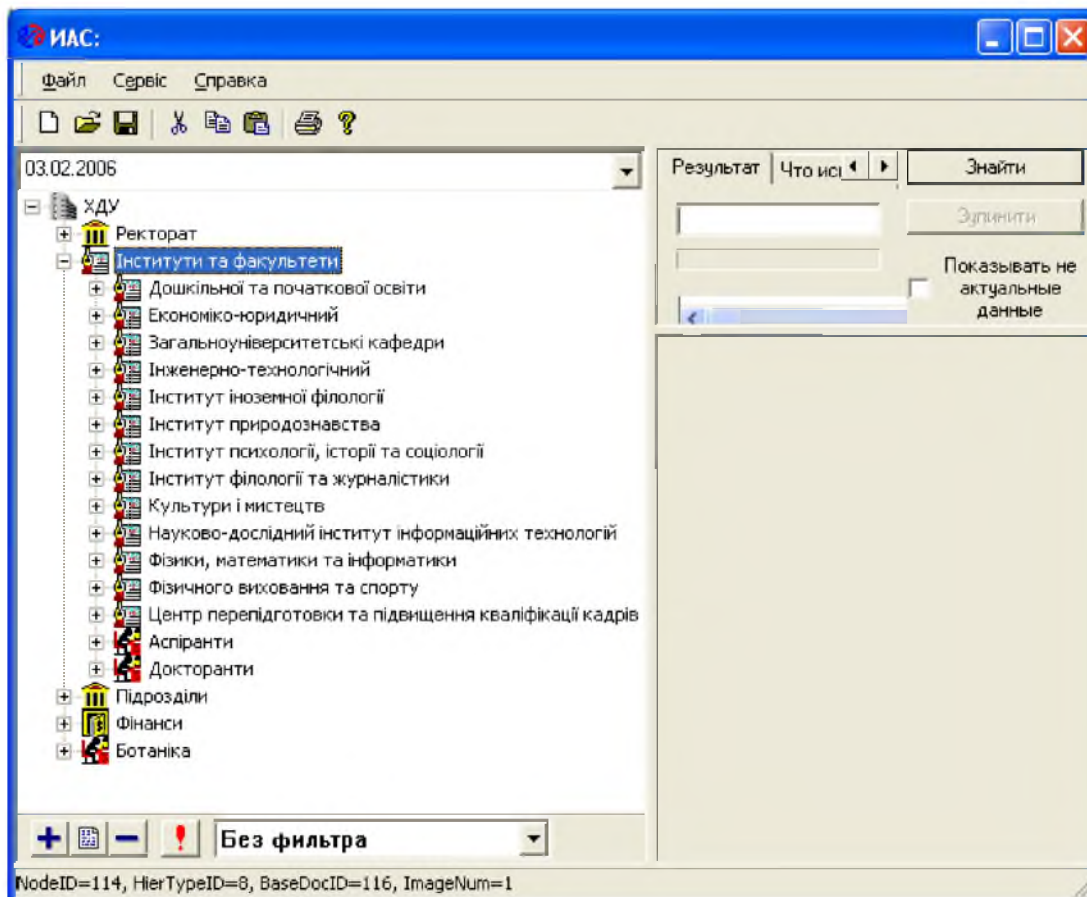 ИАС:
Файл Сервіс Справка
03.02.2006
ХДУ
Ректорат
Інститути та факультети
Дошкільної та початкової освіти
Економіко-юридичний
Загальноуніверситетські кафедри
Інженерно-технологічний
Інститут іноземної філології
Інститут природознавства
Інститут психології, історії та соціології
Інститут філології та журналістики
Культури і мистецтв
Науково-дослідний інститут інформаційних технологій
Фізики, математики та інформатики
Фізичного виховання та спорту
Центр перепідготовки та підвищення кваліфікації кадрів
Аспіранти
Докторанти
Підрозділи
Фінанси
Ботаніка
Без фильтра
Результат Что
Знайти
Зупинити
Показывать не
актуальные
данные
NodeID=114, HierTypeID=8, BaseDocID=116, ImageNum=1